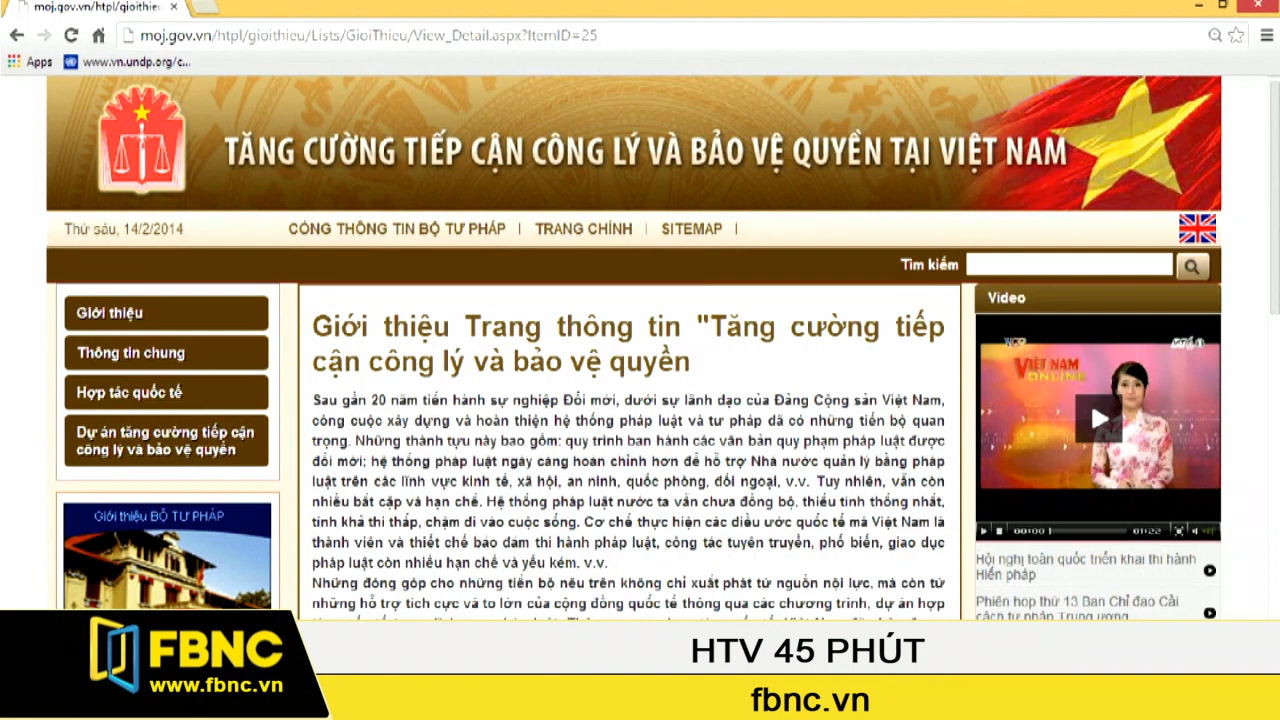 moj.gov.vn/htpl/gioithieu
moj.gov.vn/htpl/gioithieu/Lists/GioiThieu/View_Detail.aspx?ItemID=25
Apps www.vn.undp.org/c...
TĂNG CƯỜNG TIẾP CẬN CÔNG LÝ VÀ BẢO VỆ QUYỀN TẠI VIỆT NAM
Thứ sáu, 14/2/2014
CỔNG THÔNG TIN BỘ TƯ PHÁP | TRANG CHÍNH | SITEMAP |
Tìm kiếm
Giới thiệu
Thông tin chung
Hợp tác quốc tế
Dự án tăng cường tiếp cận
công lý và bảo vệ quyền
Giới thiệu BỘ TƯ PHÁP
Giới thiệu Trang thông tin "Tăng cường tiếp
cận công lý và bảo vệ quyền
Sau gần 20 năm tiến hành sự nghiệp Đổi mới, dưới sự lãnh đạo của Đảng Cộng sản Việt Nam,
công cuộc xây dựng và hoàn thiện hệ thống pháp luật và tư pháp đã có những tiến bộ quan
trọng. Những thành tựu này bao gồm: quy trình ban hành các văn bản quy phạm pháp luật được
đổi mới; hệ thống pháp luật ngày càng hoàn chỉnh hơn để hỗ trợ Nhà nước quản lý bằng pháp
luật trên các lĩnh vực kinh tế, xã hội, an ninh, quốc phòng, đối ngoại, v.v. Tuy nhiên, vẫn còn
nhiều bất cập và hạn chế. Hệ thống pháp luật nước ta vẫn chưa đồng bộ, thiếu tính thống nhất,
tính khả thi thấp, chậm đi vào cuộc sống. Cơ chế thực hiện các điều ước quốc tế mà Việt Nam là
thành viên và thiết chế bảo đảm thi hành pháp luật, công tác tuyên truyền, phổ biến, giáo dục
pháp luật còn nhiều hạn chế và yếu kém. v.v.
Những đóng góp cho những tiến bộ nêu trên không chỉ xuất phát từ nguồn nội lực, mà còn từ
những hỗ trợ tích cực và to lớn của cộng đồng quốc tế thông qua các chương trình, dự án hợp
Video
VIỆT NAM
ONLINE
00:00 01:22
Hội nghị toàn quốc triển khai thi hành
Hiến pháp
Phiên họp thứ 13 Ban Chỉ đạo Cải
cách tư pháp Trung ương
FBNC
www.fbnc.vn
HTV 45 PHÚT
fbnc.vn